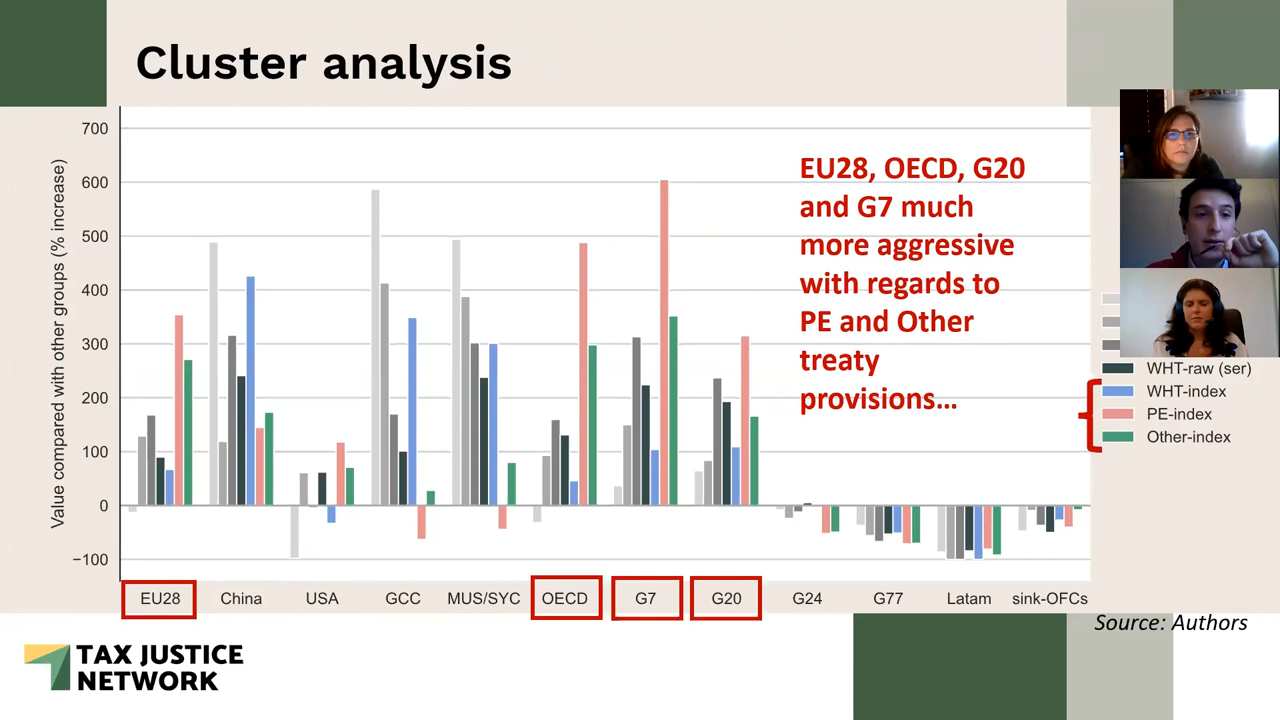 Cluster analysis
700
600
500
400
300
200
100
0
−100
Value compared with other groups (% increase)
EU28, OECD, G20
and G7 much
more aggressive
with regards to
PE and Other
treaty
provisions...
WHT-raw (ser)
WHT-index
PE-index
Other-index
EU28 China USA GCC MUS/SYC OECD G7 G20 G24 G77 Latam sink-OFCs
Source: Authors
TAX JUSTICE
NETWORK